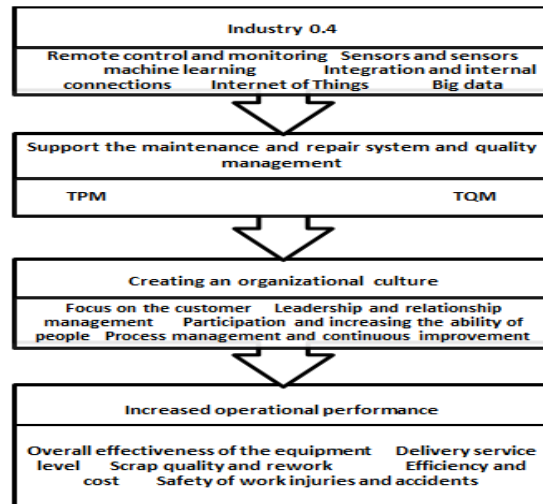 Industry 0.4
Remote control and monitoring Sensors and sensors
machine learning Integration and internal
connections Internet of Things Big data
Support the maintenance and repair system and quality
management
TPM TQM
Creating an organizational culture
Focus on the customer Leadership and relationship
management Participation and increasing the ability of
people Process management and continuous improvement
Increased operational performance
Overall effectiveness of the equipment Delivery service
level Scrap quality and rework Efficiency and
cost Safety of work injuries and accidents